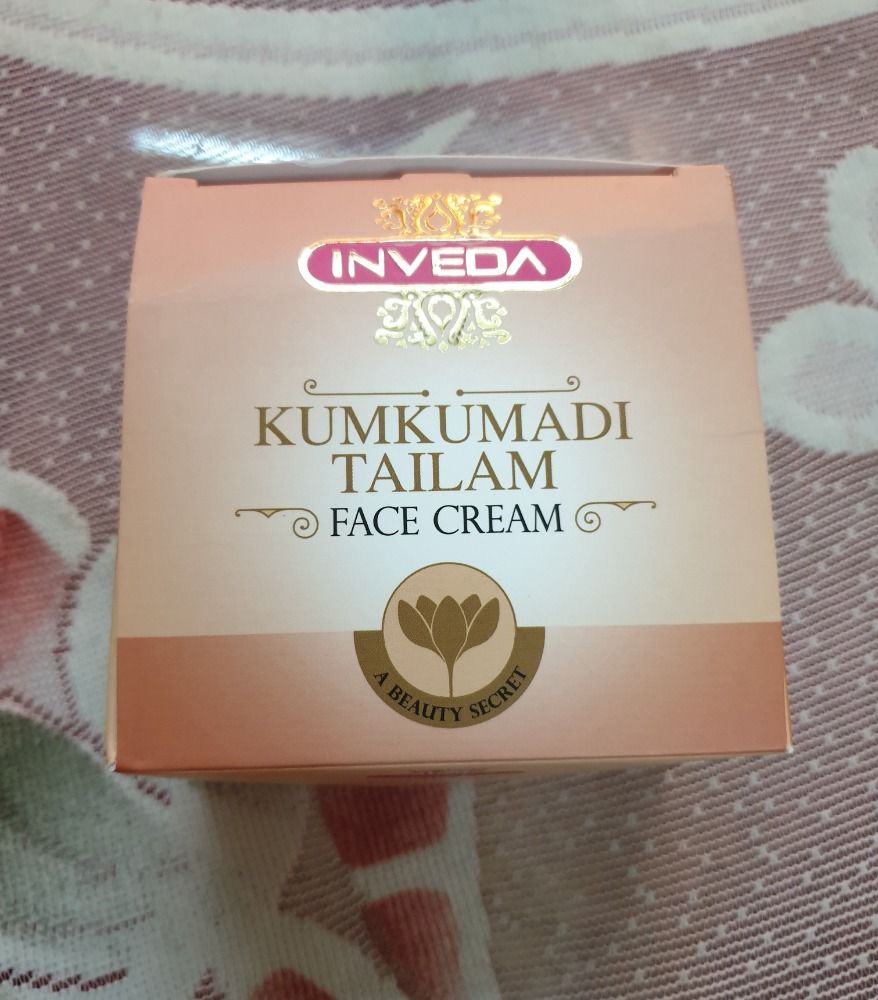 INVEDA
KUMKUMADI
TAILAM
FACE CREAM
A BEAUTY SECRET